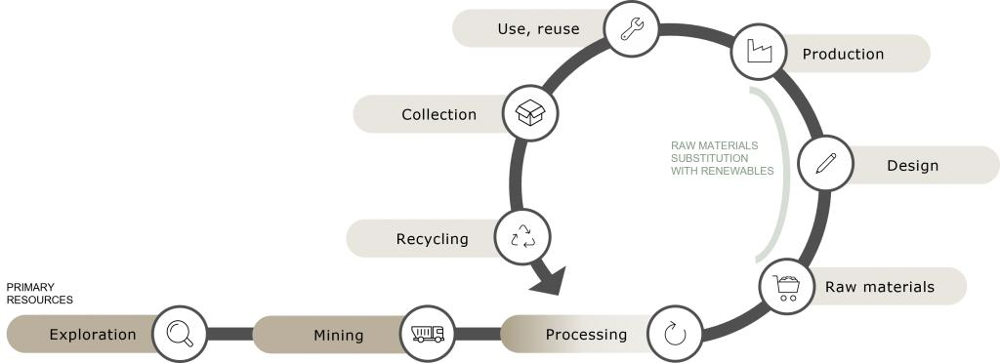 Use, reuse
Production
Collection
RAW MATERIALS
SUBSTITUTION
WITH RENEWABLES
Design
Recycling
PRIMARY
RESOURCES
Raw materials
Exploration
Mining
Processing